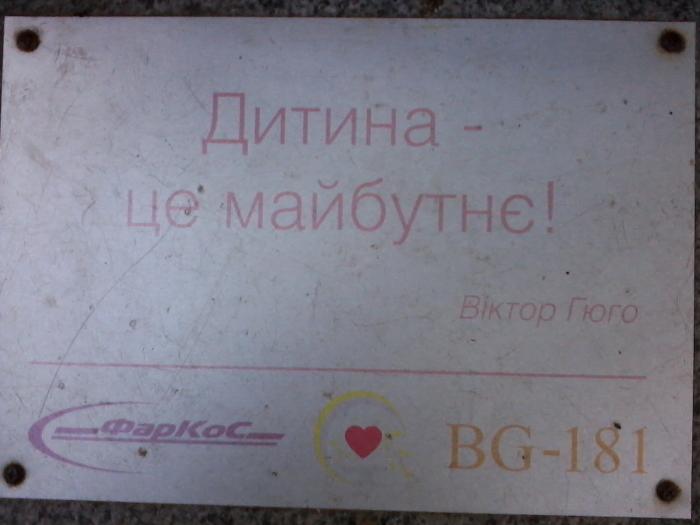 Дитина -
це майбутнє!
Віктор Гюго
ФарКоС BG-181